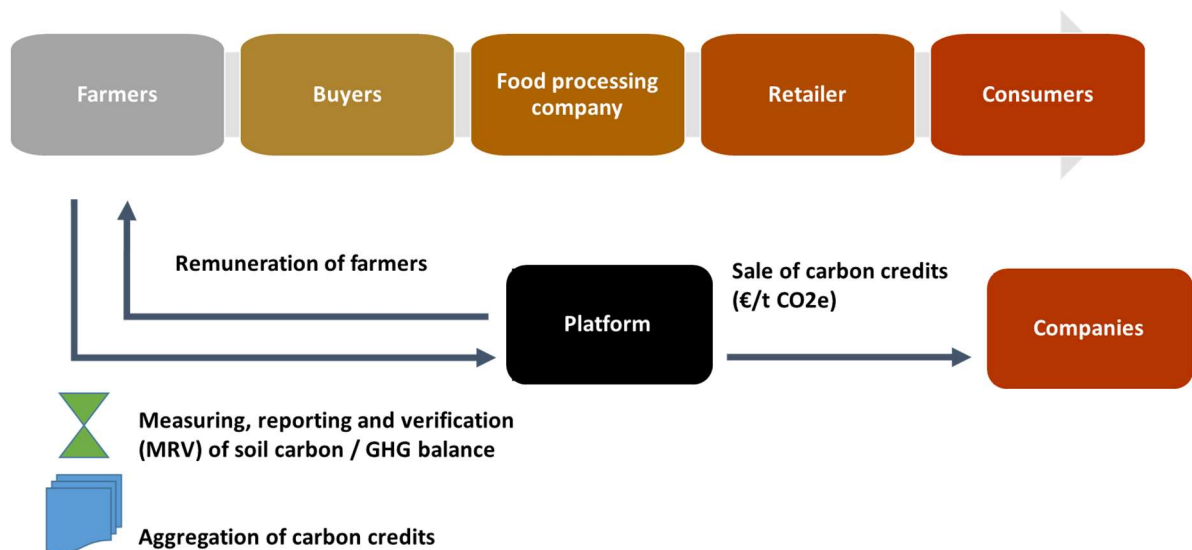 Farmers
Buyers
Food processing
company
Retailer
Consumers
Remuneration of farmers
Sale of carbon credits
(€/t CO2e)
Platform
Companies
Measuring, reporting and verification
(MRV) of soil carbon / GHG balance
Aggregation of carbon credits